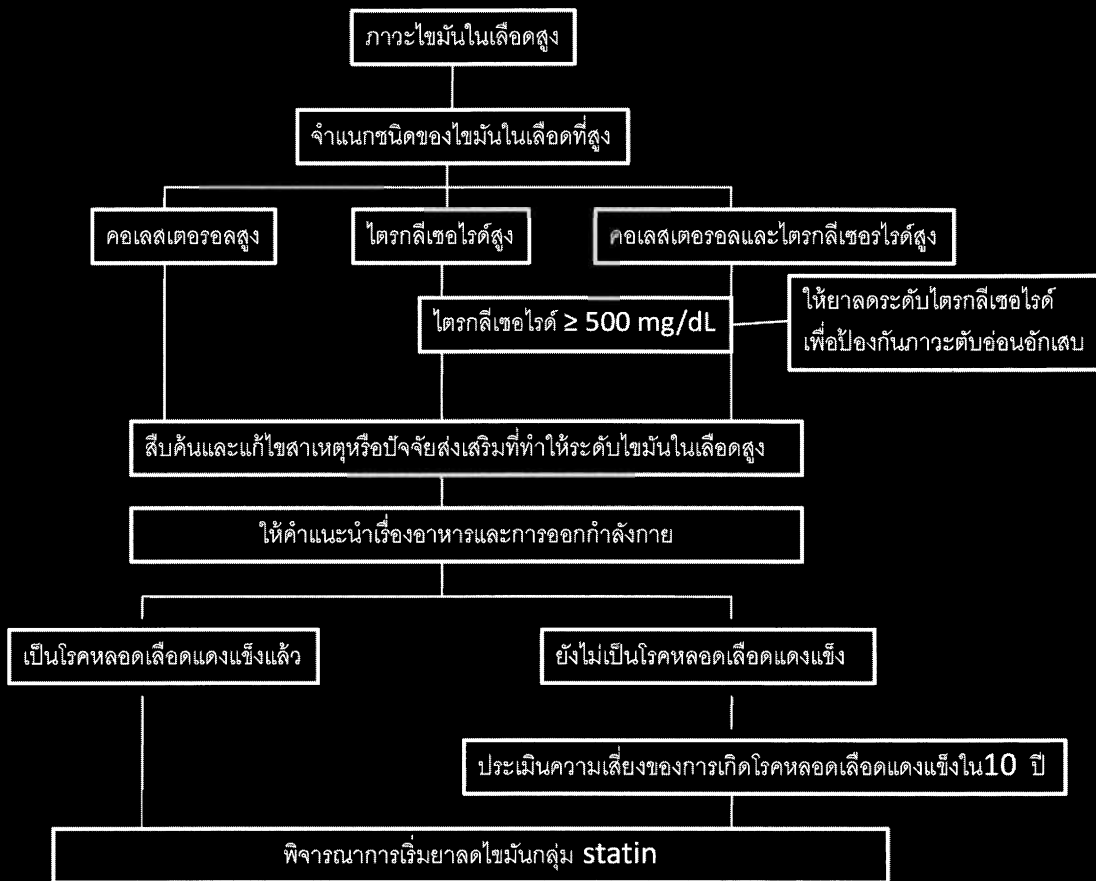 ภาวะไขมันในเลือดสูง
จำแนกชนิดของไขมันในเลือดที่สูง
คอเลสเตอรอลสูง
ไตรกลีเซอไรด์สูง
คอเลสเตอรอลและไตรกลีเซอรไรด์สูง
ไตรกลีเซอไรด์ ≥ 500 mg/dL
ให้ยาลดระดับไตรกลีเซอไรด์
เพื่อป้องกันภาวะตับอ่อนอักเสบ
สืบค้นและแก้ไขสาเหตุหรือปัจจัยส่งเสริมที่ทำให้ระดับไขมันในเลือดสูง
ให้คำแนะนำเรื่องอาหารและการออกกำลังกาย
เป็นโรคหลอดเลือดแดงแข็งแล้ว
ยังไม่เป็นโรคหลอดเลือดแดงแข็ง
ประเมินความเสี่ยงของการเกิดโรคหลอดเลือดแดงแข็งใน10 ปี
พิจารณาการเริ่มยาลดไขมันกลุ่ม statin